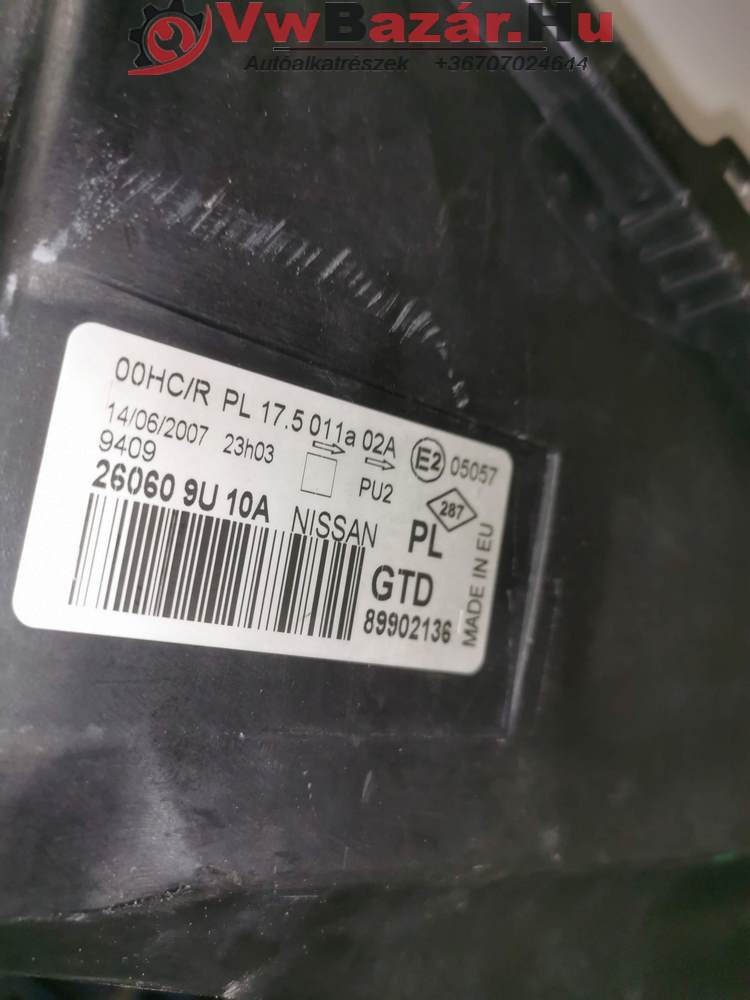 VwBazár.Hu
Autóalkatrészek +36707024644
00HC/R PL 17.5 011a 02A E2 05057
14/06/2007 23h03 PU2 287
9409
26060 9U 10A NISSAN PL
GTD
89902136
MADE IN EU